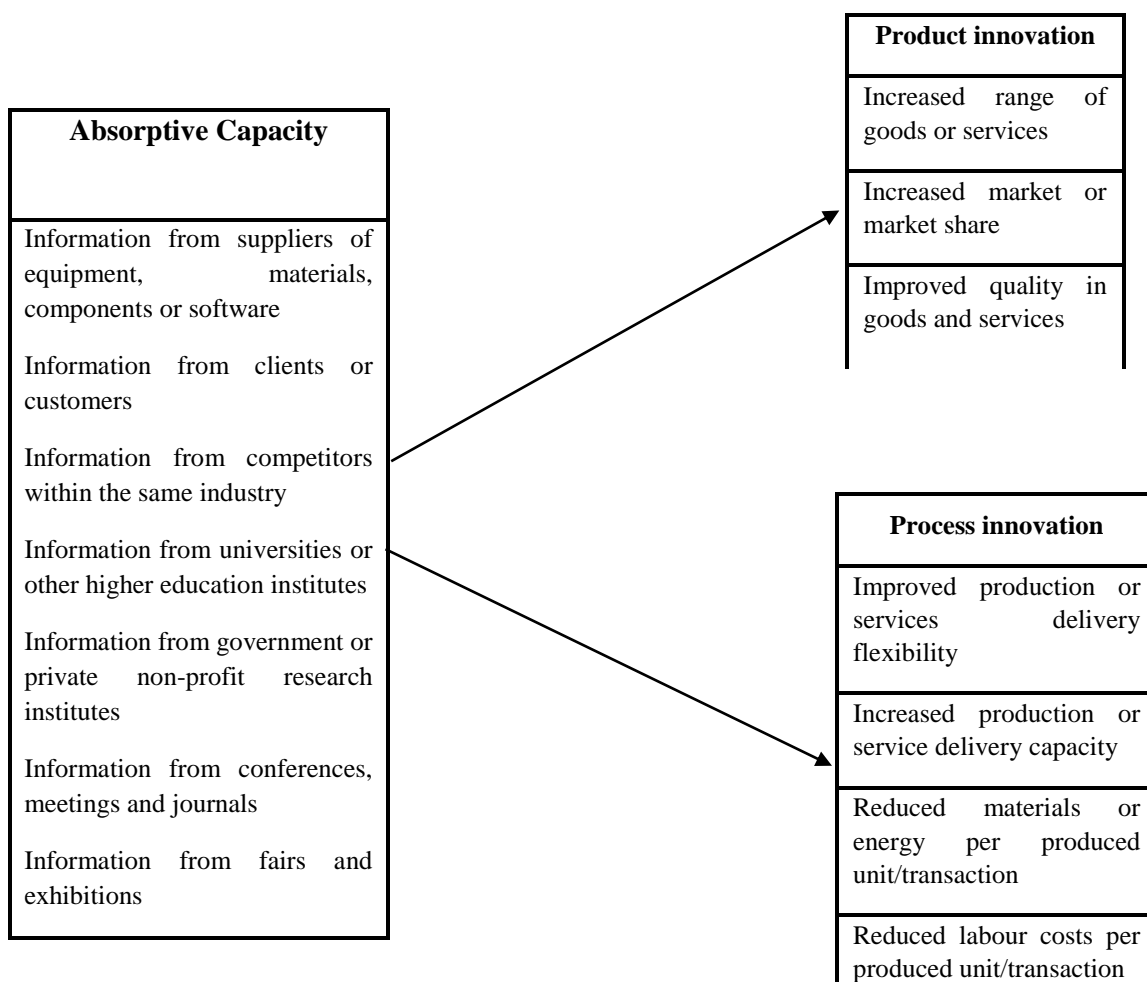 Absorptive Capacity
Information from suppliers of
equipment, materials,
components or software
Information from clients or
customers
Information from competitors
within the same industry
Information from universities or
other higher education institutes
Information from government or
private non-profit research
institutes
Information from conferences,
meetings and journals
Information from fairs and
exhibitions
Product innovation
Increased range of
goods or services
Increased market or
market share
Improved quality in
goods and services
Process innovation
Improved production or
services delivery
flexibility
Increased production or
service delivery capacity
Reduced materials or
energy per produced
unit/transaction
Reduced labour costs per
produced unit/transaction